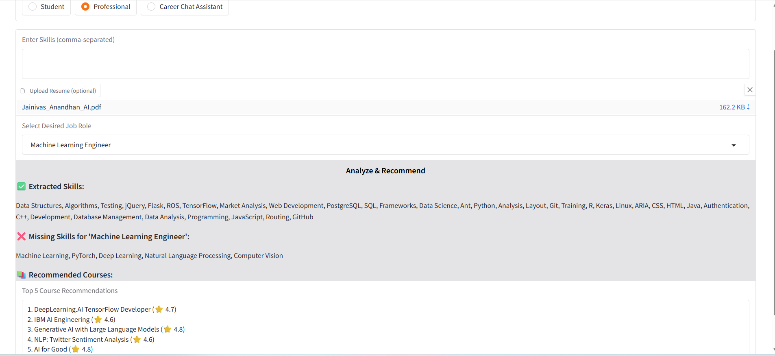 Student Professional Career Chat Assistant
Enter Skills (comma-separated)
Upload Resume (optional)
Jainivas_Anandhan_AI.pdf 162.2 KB ↓
Select Desired Job Role
Machine Learning Engineer
Analyze & Recommend
✅ Extracted Skills:
Data Structures, Algorithms, Testing, jQuery, Flask, ROS, TensorFlow, Market Analysis, Web Development, PostgreSQL, SQL, Frameworks, Data Science, Ant, Python, Analysis, Layout, Git, Training, R, Keras, Linux, ARIA, CSS, HTML, Java, Authentication,
C++, Development, Database Management, Data Analysis, Programming, JavaScript, Routing, GitHub
❌ Missing Skills for 'Machine Learning Engineer':
Machine Learning, PyTorch, Deep Learning, Natural Language Processing, Computer Vision
📚 Recommended Courses:
Top 5 Course Recommendations
1. DeepLearning.AI TensorFlow Developer (⭐ 4.7)
2. IBM AI Engineering (⭐ 4.6)
3. Generative AI with Large Language Models (⭐ 4.8)
4. NLP: Twitter Sentiment Analysis (⭐ 4.6)
5. AI for Good (⭐ 4.8)